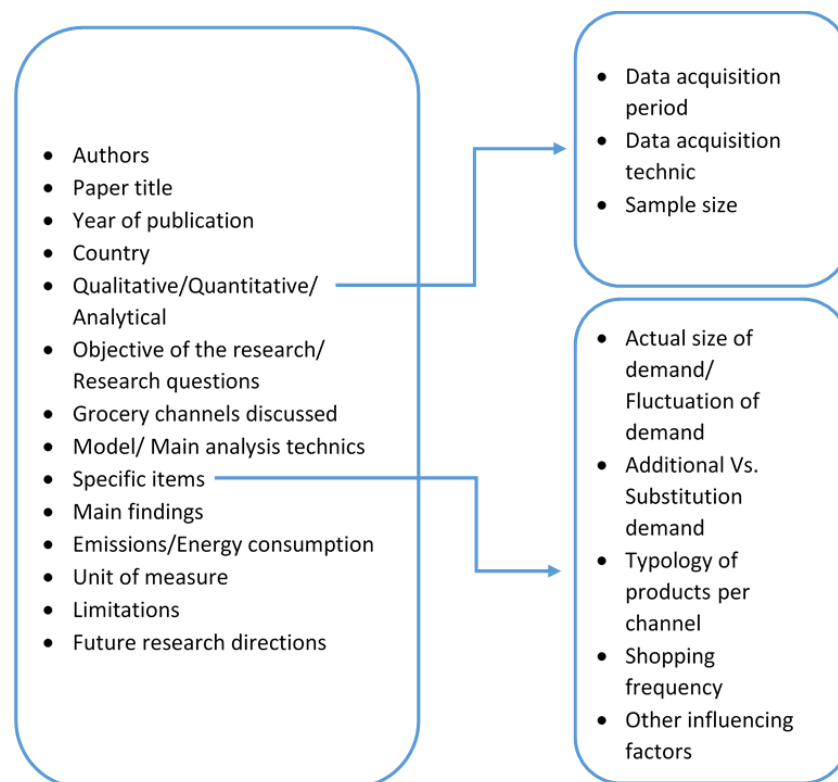 • Authors
• Paper title
• Year of publication
• Country
• Qualitative/Quantitative/
Analytical
• Objective of the research/
Research questions
• Grocery channels discussed
• Model/ Main analysis technics
• Specific items
• Main findings
• Emissions/Energy consumption
• Unit of measure
• Limitations
• Future research directions
• Data acquisition
period
• Data acquisition
technic
• Sample size
• Actual size of
demand/
Fluctuation of
demand
• Additional Vs.
Substitution
demand
• Typology of
products per
channel
• Shopping
frequency
• Other influencing
factors